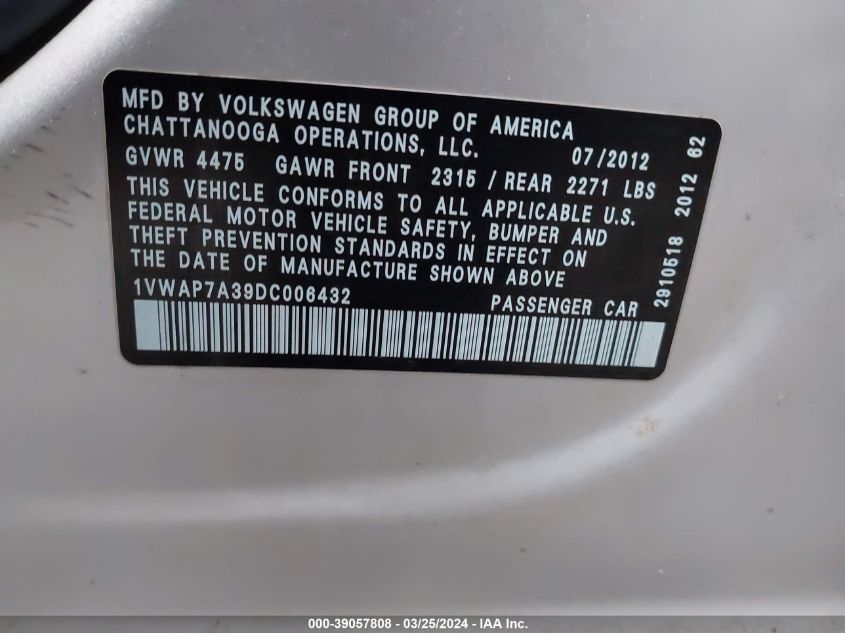 MFD BY VOLKSWAGEN GROUP OF AMERICA
CHATTANOOGA OPERATIONS, LLC. 07/2012
GVWR 4475 GAWR FRONT 2315 / REAR 2271 LBS
THIS VEHICLE CONFORMS TO ALL APPLICABLE U.S.
FEDERAL MOTOR VEHICLE SAFETY, BUMPER AND
THEFT PREVENTION STANDARDS IN EFFECT ON
THE DATE OF MANUFACTURE SHOWN ABOVE
1VWAP7A39DC006432 PASSENGER CAR
2910518 2012 62
000-39057808 - 03/25/2024 - IAA Inc.